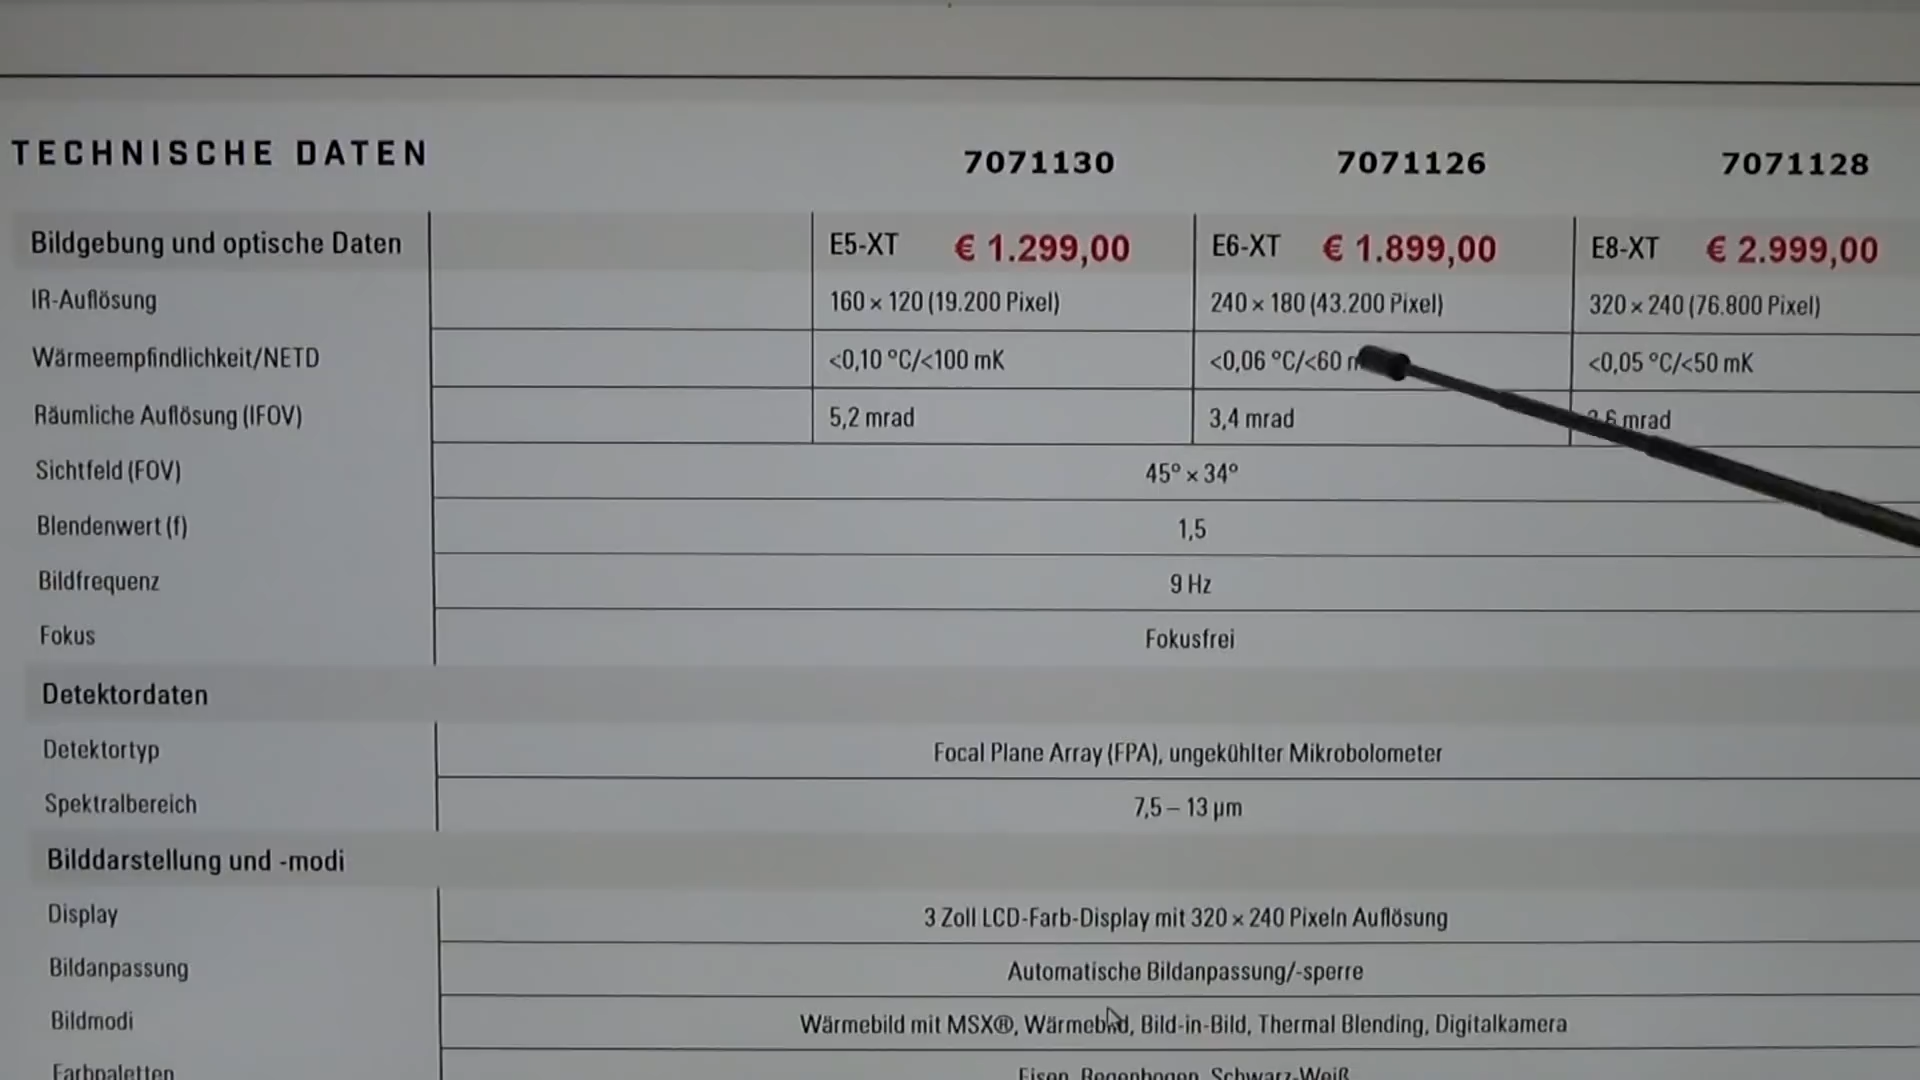 TECHNISCHE DATEN 7071130 7071126 7071128
Bildgebung und optische Daten E5-XT € 1.299,00 E6-XT € 1.899,00 E8-XT € 2.999,00
IR-Auflösung 160 × 120 (19.200 Pixel) 240 × 180 (43.200 Pixel) 320 × 240 (76.800 Pixel)
Wärmeempfindlichkeit/NETD <0,10 °C/<100 mK <0,06 °C/<60 <0,05 °C/<50 mK
Räumliche Auflösung (IFOV) 5,2 mrad 3,4 mrad mrad
Sichtfeld (FOV) 45° × 34°
Blendenwert (f) 1,5
Bildfrequenz 9 Hz
Fokus Fokusfrei
Detektordaten
Detektortyp Focal Plane Array (FPA), ungekühlter Mikrobolometer
Spektralbereich 7,5 – 13 µm
Bilddarstellung und -modi
Display 3 Zoll LCD-Farb-Display mit 320 × 240 Pixeln Auflösung
Bildanpassung Automatische Bildanpassung/-sperre
Bildmodi Wärmebild mit MSX®, Wärmebild, Bild-in-Bild, Thermal Blending, Digitalkamera
Farbpaletten Eisen, Regenbogen, Schwarz-Weiß